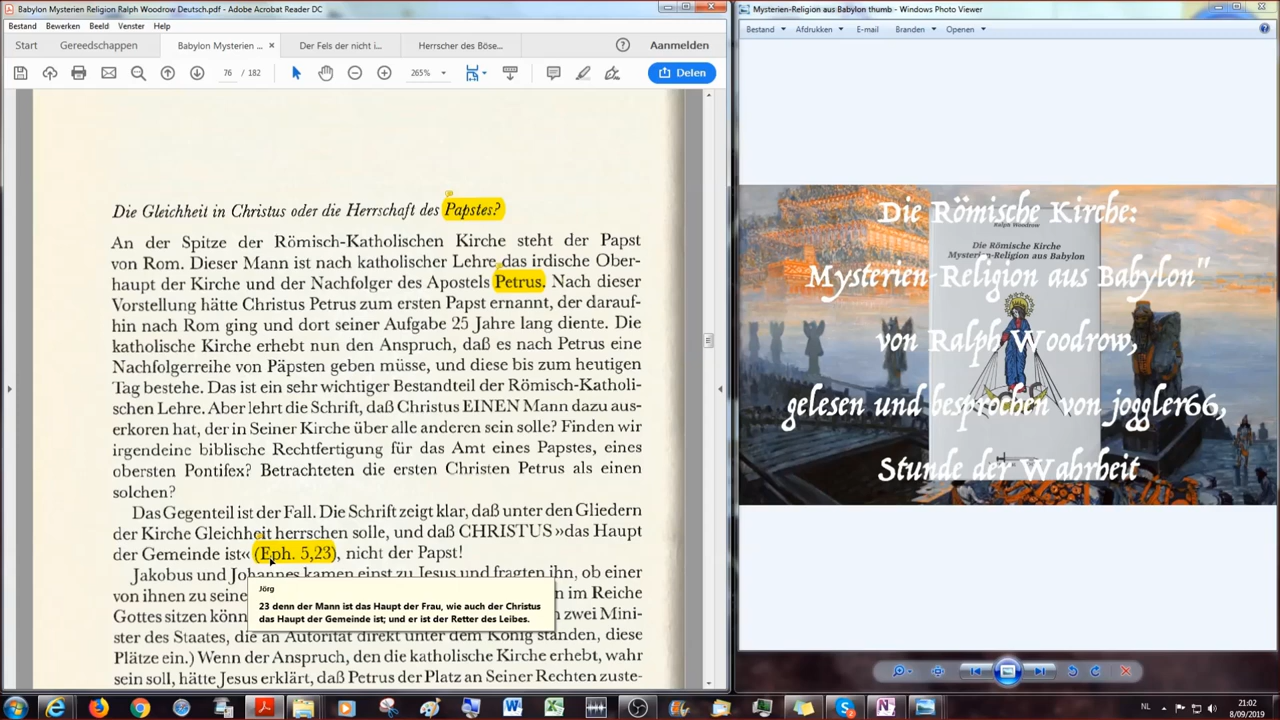 Babylon Mysterien Religion Ralph Woodrow Deutsch.pdf - Adobe Acrobat Reader DC
Bestand Bewerken Beeld Venster Help
Start Gereedschappen Babylon Mysterien ... × Der Fels der nicht i... Herrscher des Böse... Aanmelden
76 / 182 265% Delen
Die Gleichheit in Christus oder die Herrschaft des Papstes?
An der Spitze der Römisch-Katholischen Kirche steht der Papst
von Rom. Dieser Mann ist nach katholischer Lehre das irdische Ober-
haupt der Kirche und der Nachfolger des Apostels Petrus. Nach dieser
Vorstellung hätte Christus Petrus zum ersten Papst ernannt, der darauf-
hin nach Rom ging und dort seiner Aufgabe 25 Jahre lang diente. Die
katholische Kirche erhebt nun den Anspruch, daß es nach Petrus eine
Nachfolgerreihe von Päpsten geben müsse, und diese bis zum heutigen
Tag bestehe. Das ist ein sehr wichtiger Bestandteil der Römisch-Katholi-
schen Lehre. Aber lehrt die Schrift, daß Christus EINEN Mann dazu aus-
erkoren hat, der in Seiner Kirche über alle anderen sein solle? Finden wir
irgendeine biblische Rechtfertigung für das Amt eines Papstes, eines
obersten Pontifex? Betrachteten die ersten Christen Petrus als einen
solchen?
Das Gegenteil ist der Fall. Die Schrift zeigt klar, daß unter den Gliedern
der Kirche Gleichheit herrschen solle, und daß CHRISTUS »das Haupt
der Gemeinde ist« (Eph. 5,23), nicht der Papst!
Jakobus und Johannes kamen einst zu Jesus und fragten ihn, ob einer
von ihnen zu seine
n im Reiche
Gottes sitzen könn
n zwei Mini-
ster des Staates, die an Autorität direkt unter dem König standen, diese
Plätze ein.) Wenn der Anspruch, den die katholische Kirche erhebt, wahr
sein soll, hätte Jesus erklärt, daß Petrus der Platz an Seiner Rechten zuste-
Jörg
23 denn der Mann ist das Haupt der Frau, wie auch der Christus
das Haupt der Gemeinde ist; und er ist der Retter des Leibes.
Mysterien-Religion aus Babylon thumb - Windows Photo Viewer
Bestand Afdrukken E-mail Branden Openen
Die Römische Kirche:
Ralph Woodrow
Die Römische Kirche
Mysterien-Religion aus Babylon
Mysterien-Religion aus Babylon"
von Ralph Woodrow,
gelesen und besprochen von joggler66,
Stunde der Wahrheit
NL 21:02
8/09/2019